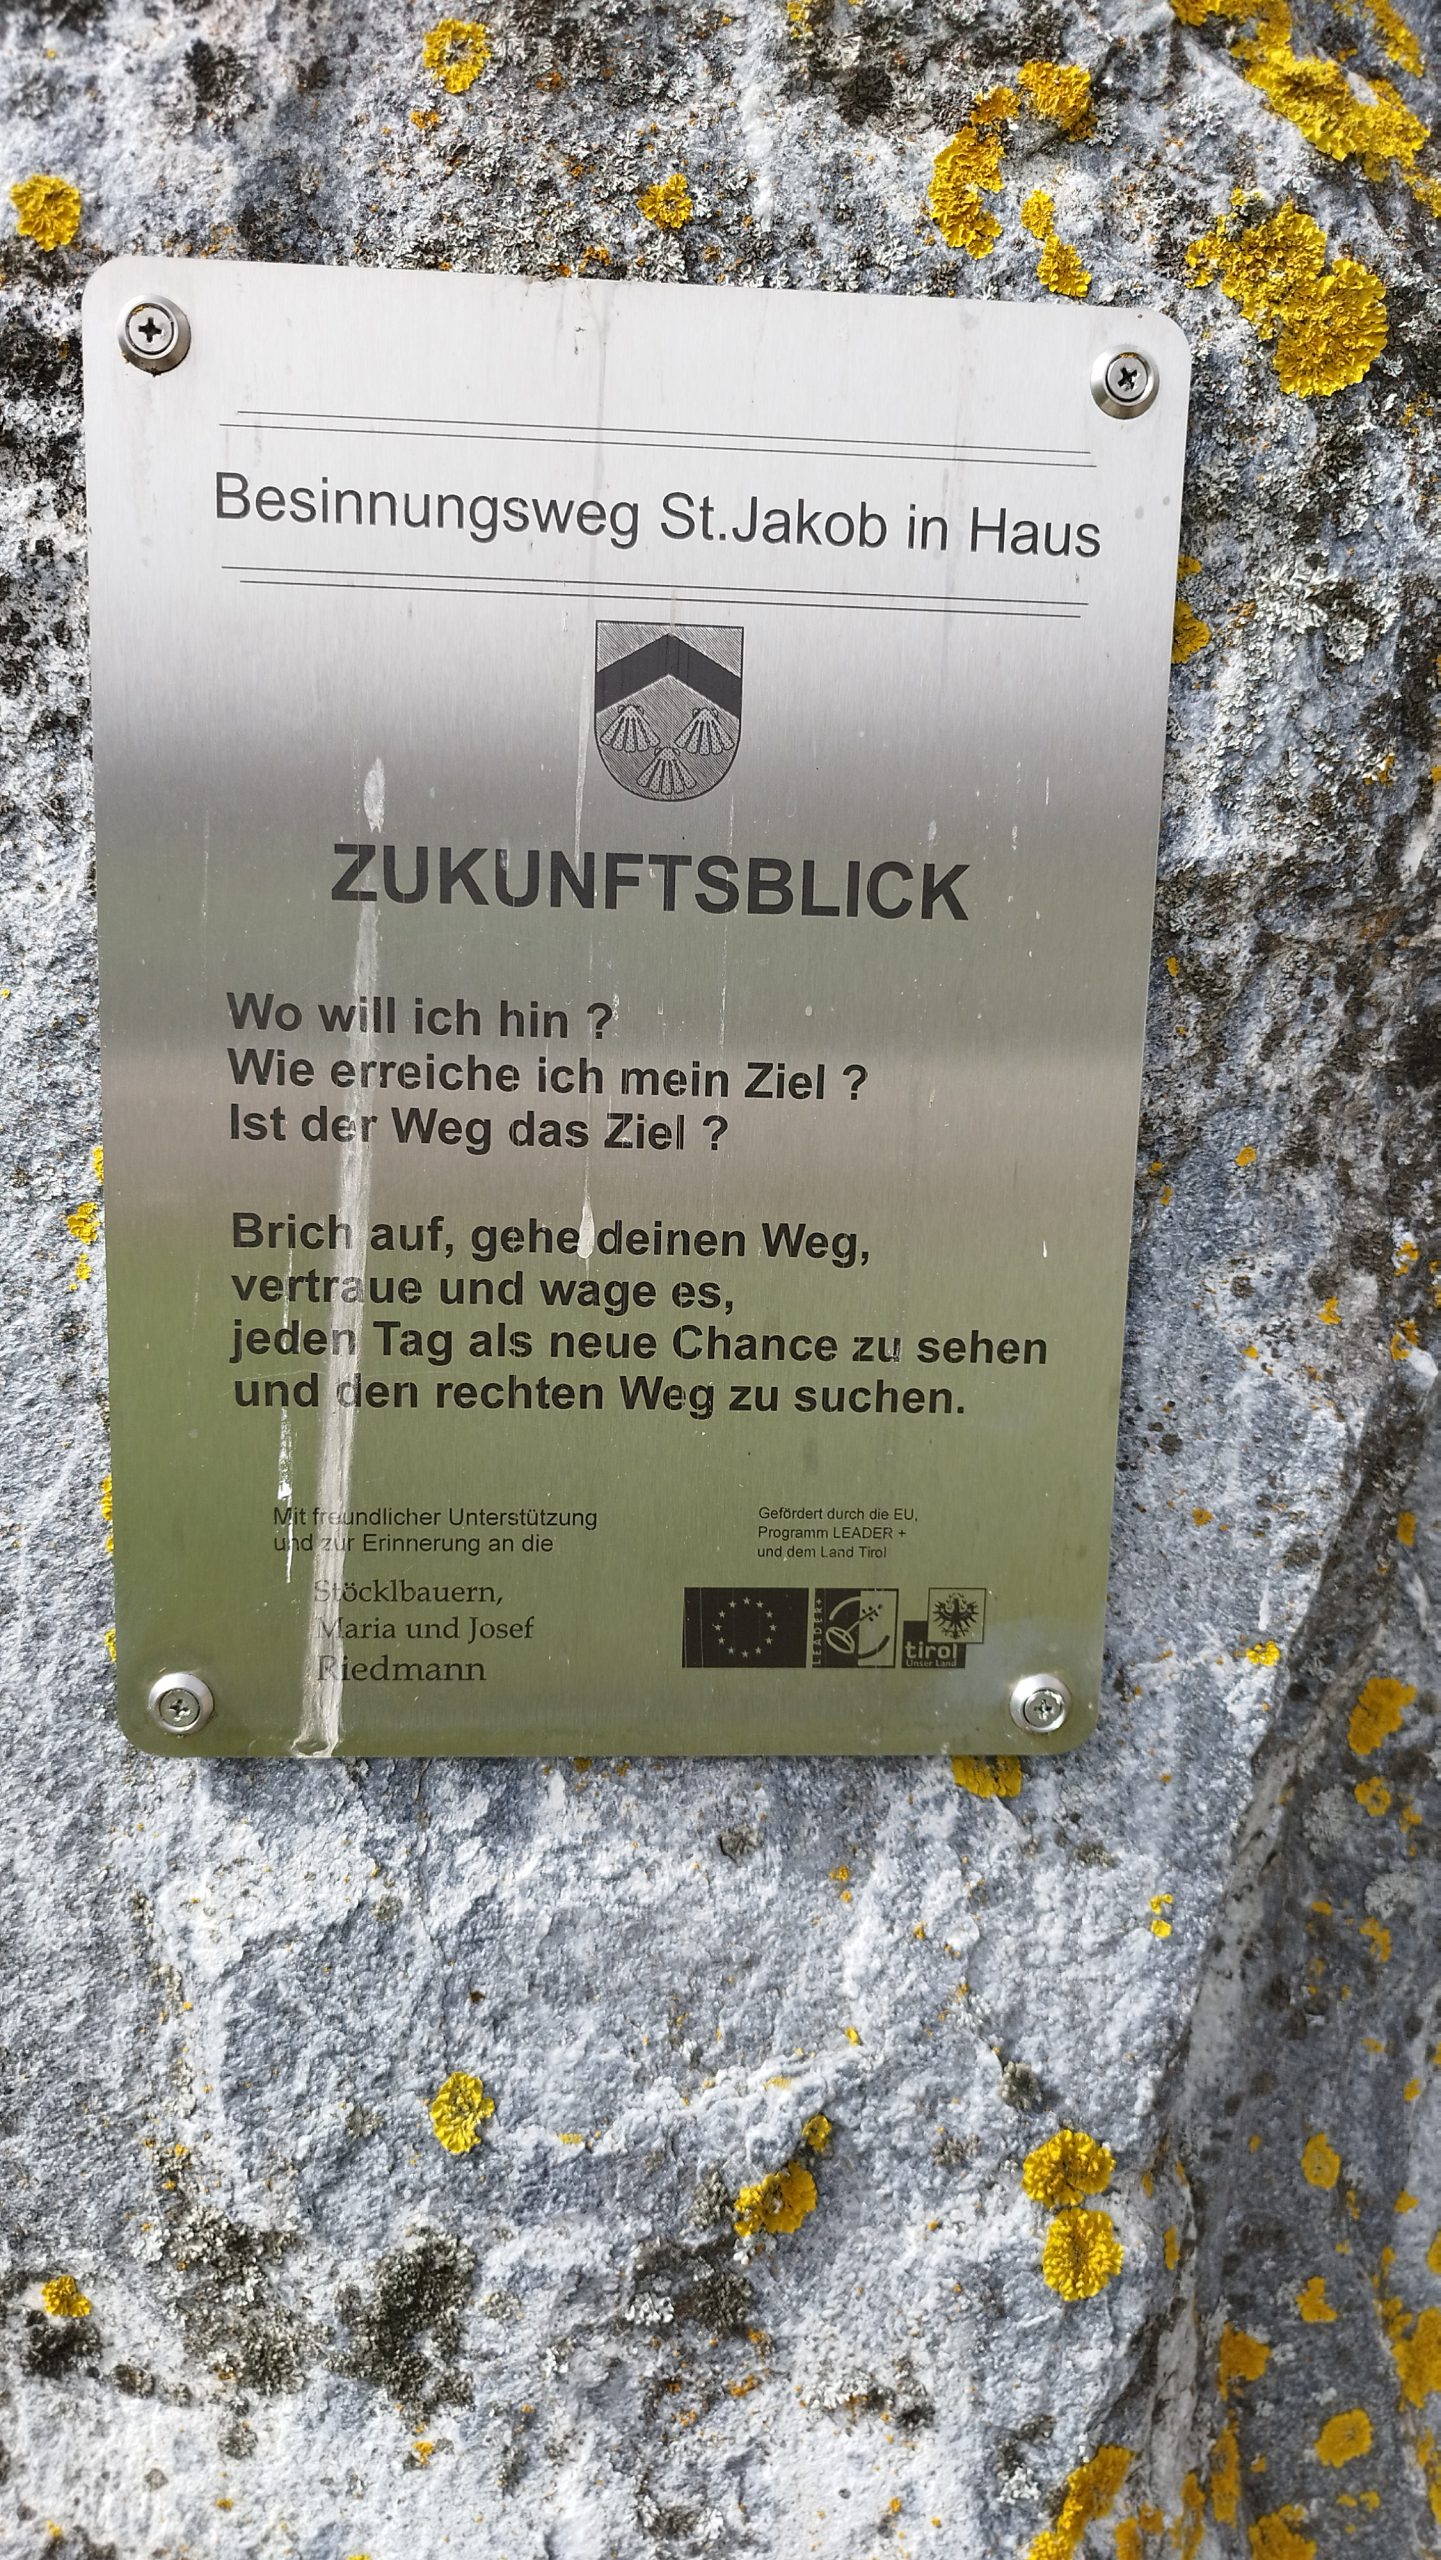 Besinnungsweg St.Jakob in Haus
ZUKUNFTSBLICK
Wo will ich hin ?
Wie erreiche ich mein Ziel ?
Ist der Weg das Ziel ?
Brich auf, gehe deinen Weg,
vertraue und wage es,
jeden Tag als neue Chance zu sehen
und den rechten Weg zu suchen.
Mit freundlicher Unterstützung
und zur Erinnerung an die
Stöcklbauern,
Maria und Josef
Riedmann
Gefördert durch die EU,
Programm LEADER +
und dem Land Tirol
LEADER+
tirol
Unser Land